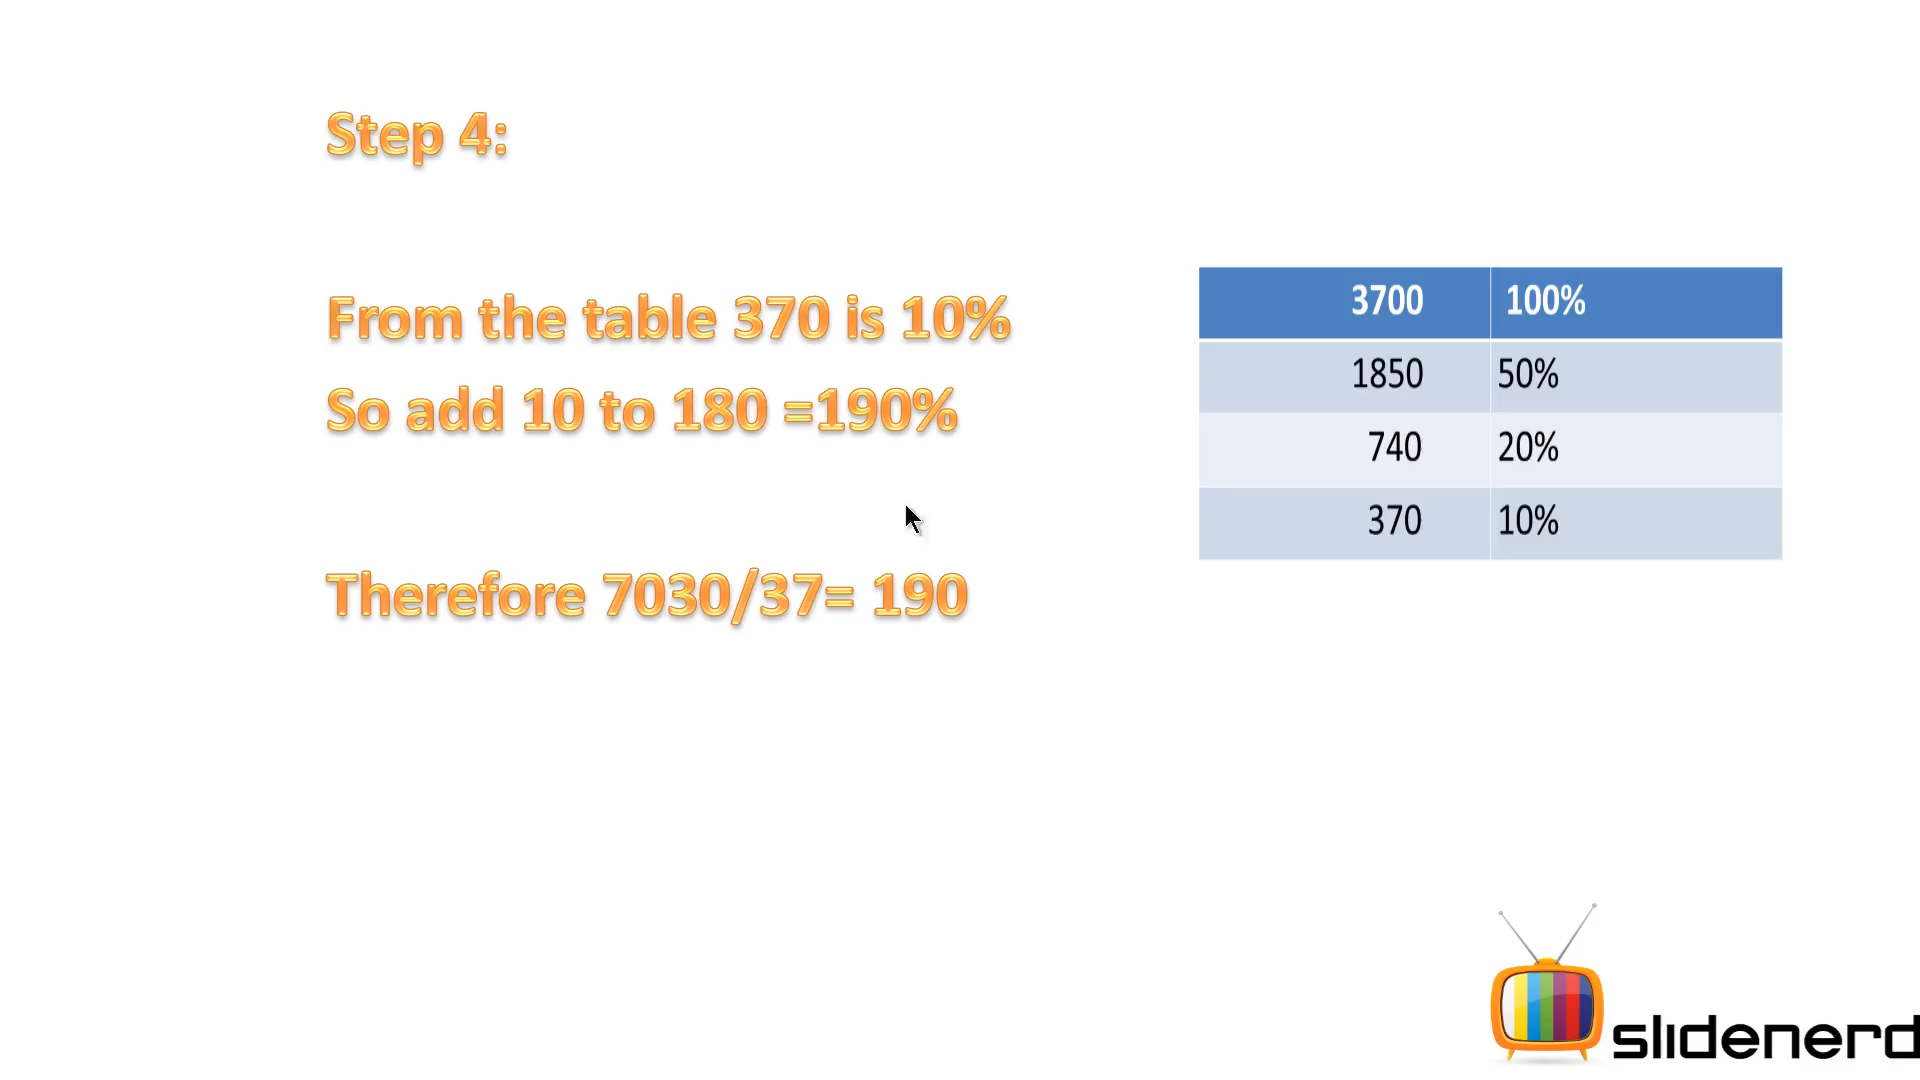 Step 4:
From the table 370 is 10%
So add 10 to 180 =190%
Therefore 7030/37= 190
3700 100%
1850 50%
740 20%
370 10%
slidenerd